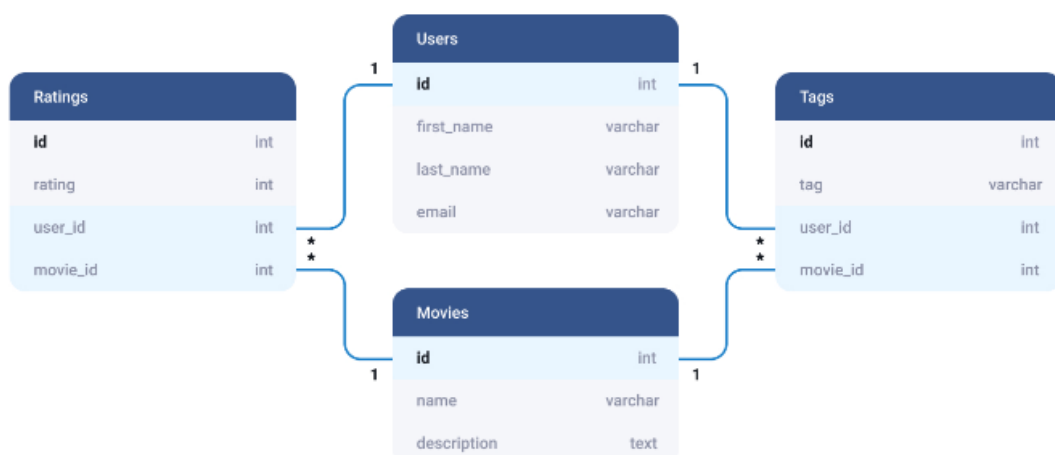 Users
id int
first_name varchar
last_name varchar
email varchar
1
1
Ratings
id int
rating int
user_id int
movie_id int
*
*
Tags
id int
tag varchar
user_id int
movie_id int
*
*
Movies
id int
name varchar
description text
1
1